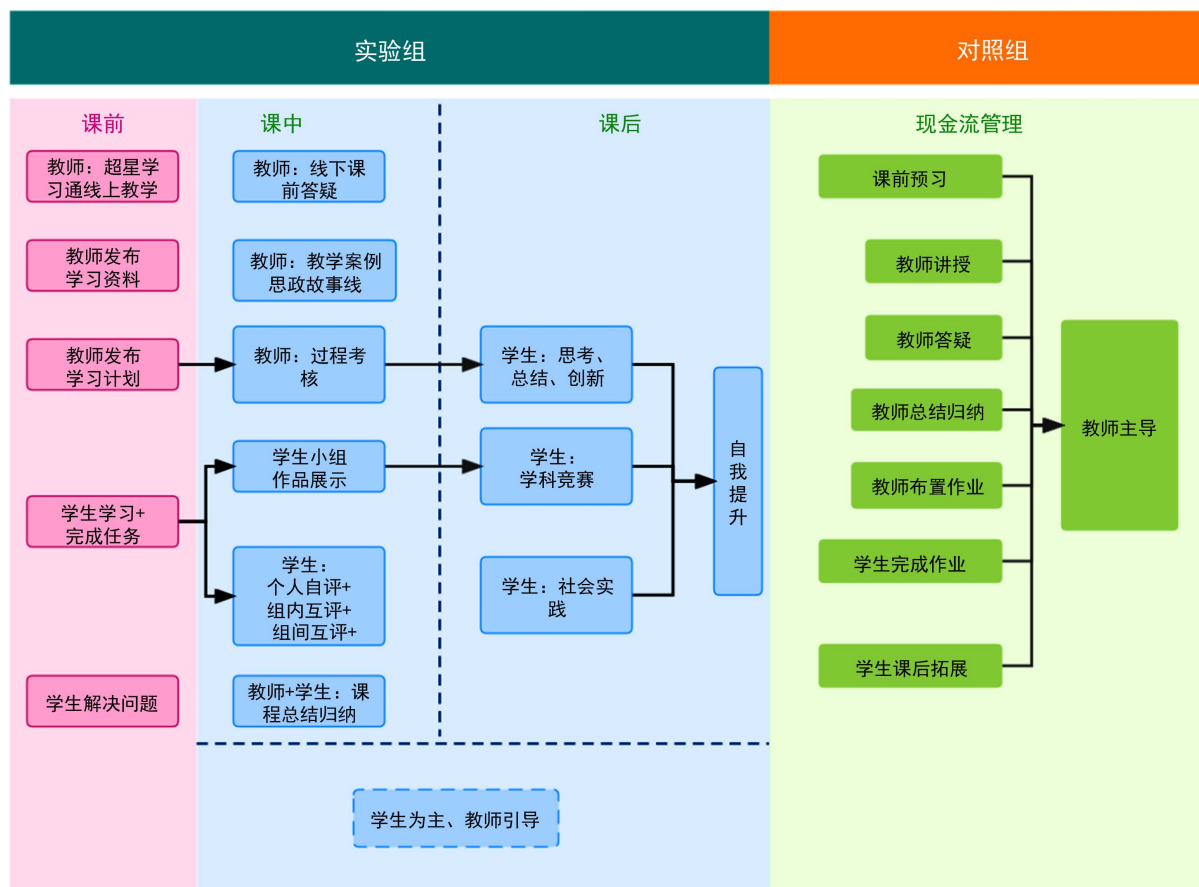 实验组
对照组
课前
教师：超星学
习通线上教学
教师发布
学习资料
教师发布
学习计划
学生学习+
完成任务
学生解决问题
课中
教师：线下课
前答疑
教师：教学案例
思政故事线
教师：过程考
核
学生小组
作品展示
学生：
个人自评+
组内互评+
组间互评+
教师+学生：课
程总结归纳
课后
学生：思考、
总结、创新
学生：
学科竞赛
学生：社会实
践
自
我
提
升
学生为主、教师引导
现金流管理
课前预习
教师讲授
教师答疑
教师总结归纳
教师布置作业
学生完成作业
学生课后拓展
教师主导